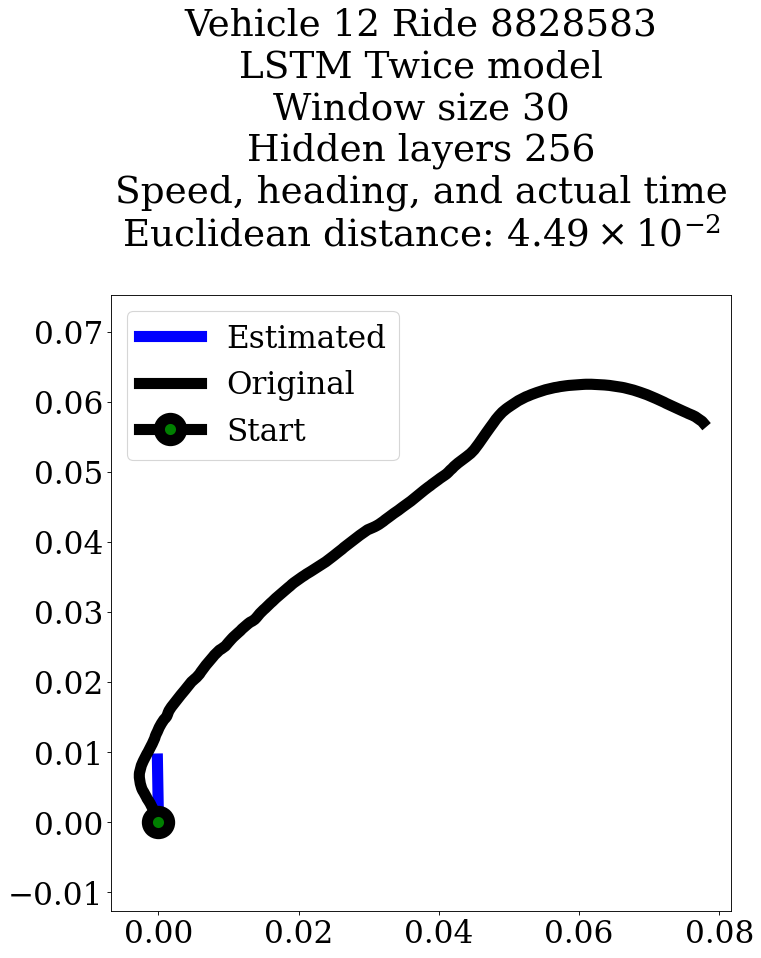 Vehicle 12 Ride 8828583
LSTM Twice model
Window size 30
Hidden layers 256
Speed, heading, and actual time
Euclidean distance: 4.49 × 10⁻²
Estimated
Original
Start
0.07
0.06
0.05
0.04
0.03
0.02
0.01
0.00
−0.01
0.00 0.02 0.04 0.06 0.08